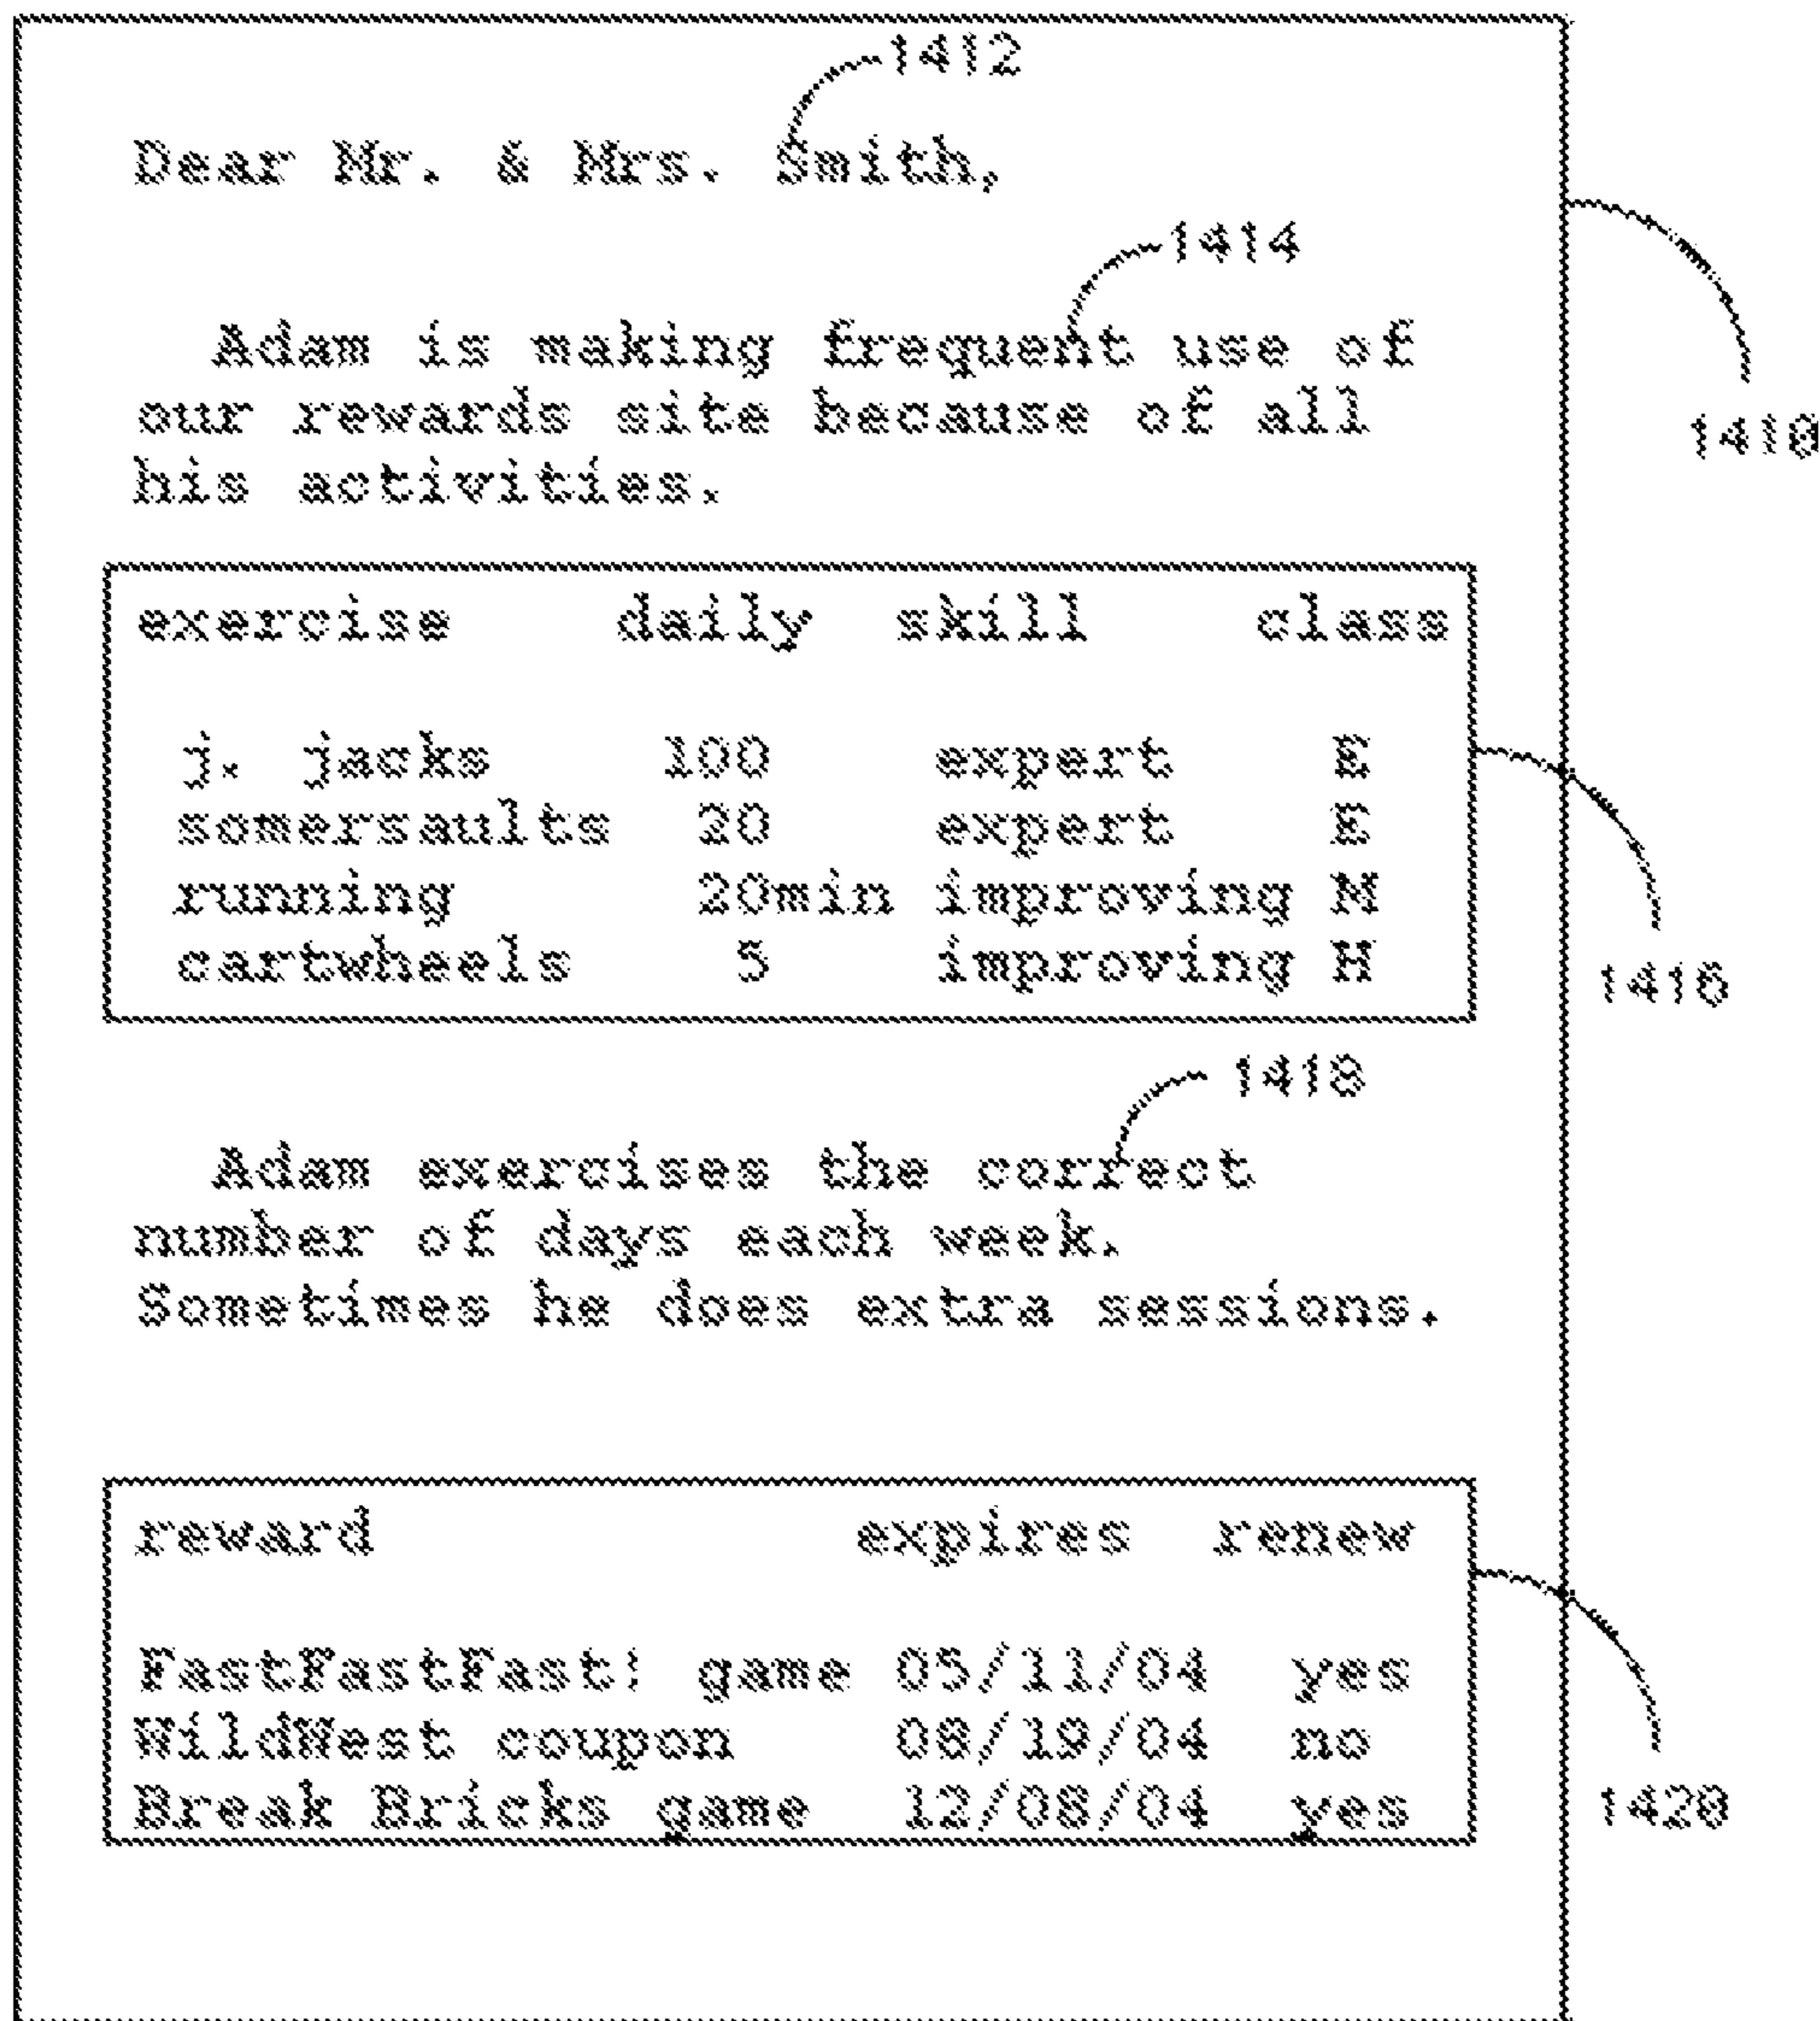 1412
Dear Mr. & Mrs. Smith,
1414
Adam is making frequent use of
our rewards site because of all
his activities.
1410
exercise daily skill class
j. jacks 100 expert E
somersaults 20 expert E
running 20min improving M
cartwheels 5 improving H
1416
1418
Adam exercises the correct
number of days each week.
Sometimes he does extra sessions.
reward expires renew
FastFastFast! game 05/11/04 yes
WildWest coupon 08/19/04 no
Break Bricks game 12/08/04 yes
1420